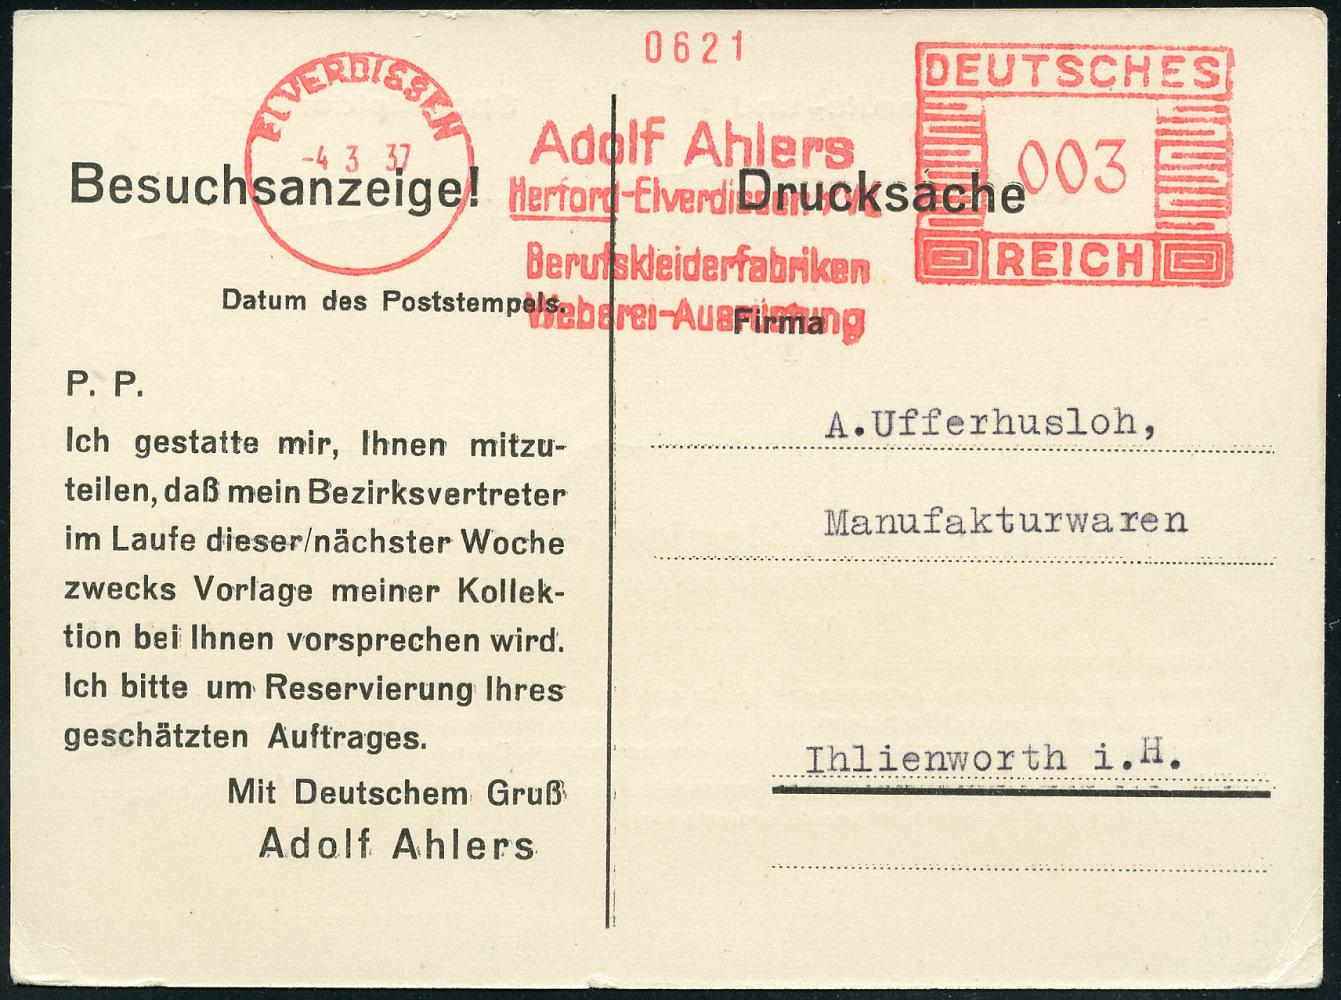 0621
ELVERDISSEN
-4 3 37
Adolf Ahlers
Herford-Elverdissen
Berufskleiderfabriken
Weberei-Ausrüstung
DEUTSCHES
003
REICH
Besuchsanzeige!
Datum des Poststempels.
P. P.
Ich gestatte mir, Ihnen mitzu-
teilen, daß mein Bezirksvertreter
im Laufe dieser/nächster Woche
zwecks Vorlage meiner Kollek-
tion bei Ihnen vorsprechen wird.
Ich bitte um Reservierung Ihres
geschätzten Auftrages.
Mit Deutschem Gruß
Adolf Ahlers
Drucksache
Firma
A.Ufferhusloh,
Manufakturwaren
Ihlienworth i.H.